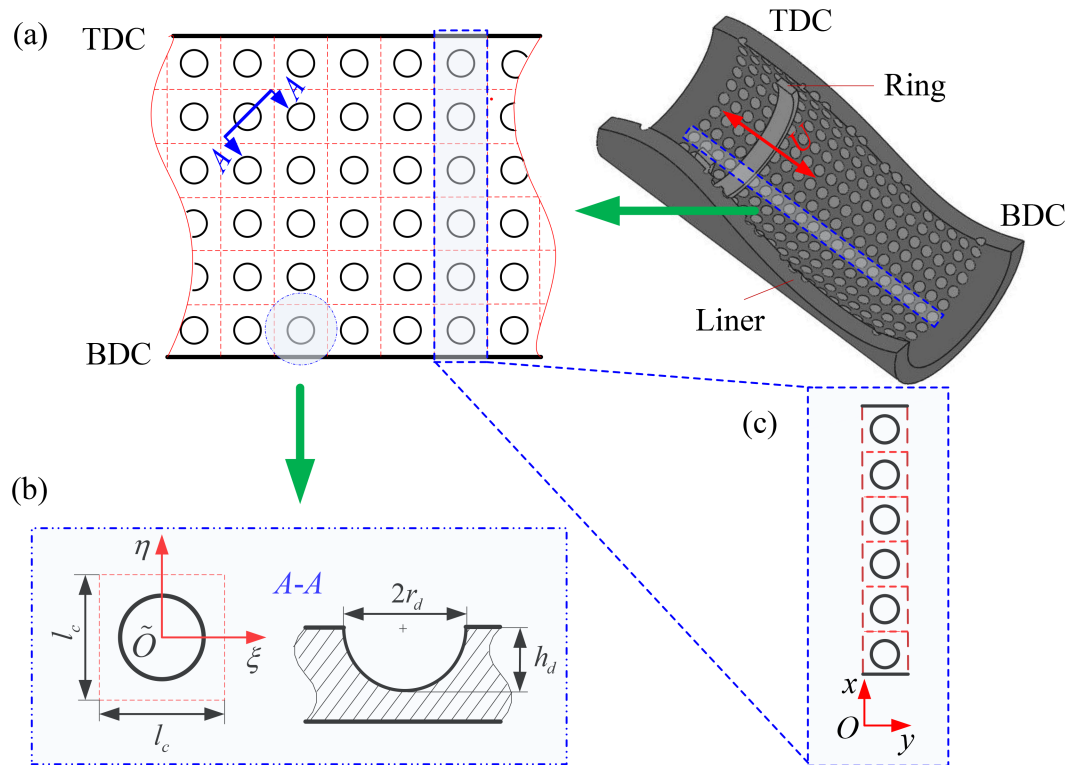 (a)
TDC
A
A
BDC
TDC
Ring
U
BDC
Liner
(b)
η
A-A
l_c
Õ
ξ
l_c
2r_d
h_d
(c)
x
O
y